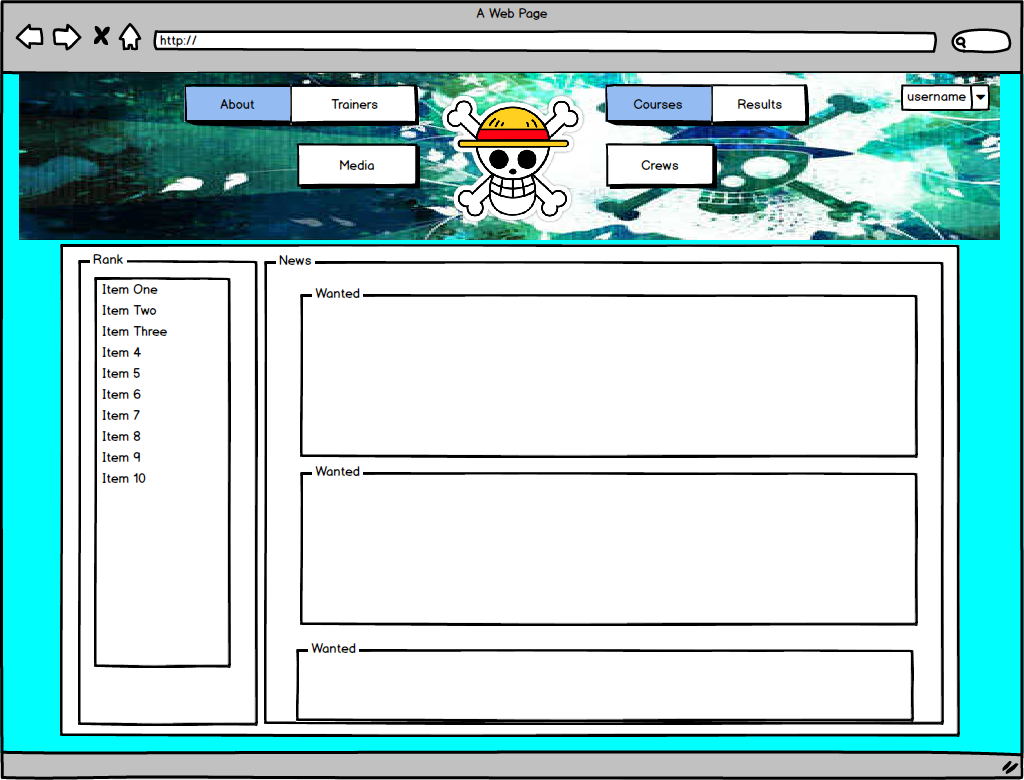 A Web Page
http://
About
Trainers
Courses
Results
username
Media
Crews
Rank
Item One
Item Two
Item Three
Item 4
Item 5
Item 6
Item 7
Item 8
Item 9
Item 10
News
Wanted
Wanted
Wanted